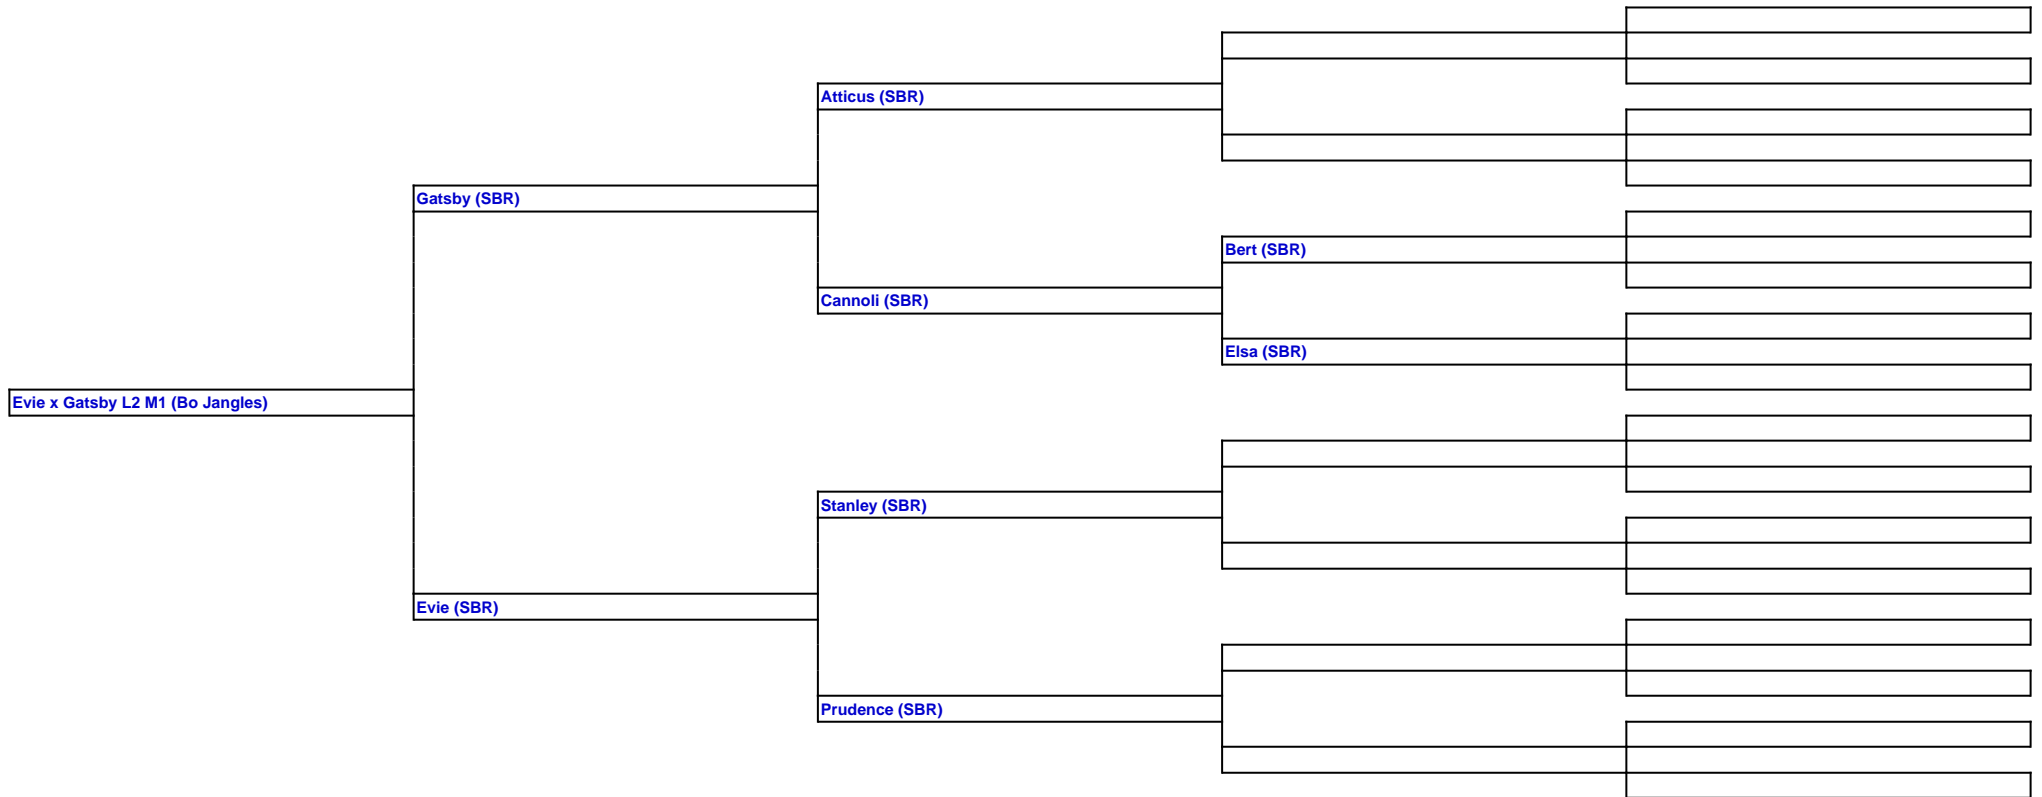 Atticus (SBR)
Gatsby (SBR)
Bert (SBR)
Cannoli (SBR)
Elsa (SBR)
Evie x Gatsby L2 M1 (Bo Jangles)
Stanley (SBR)
Evie (SBR)
Prudence (SBR)